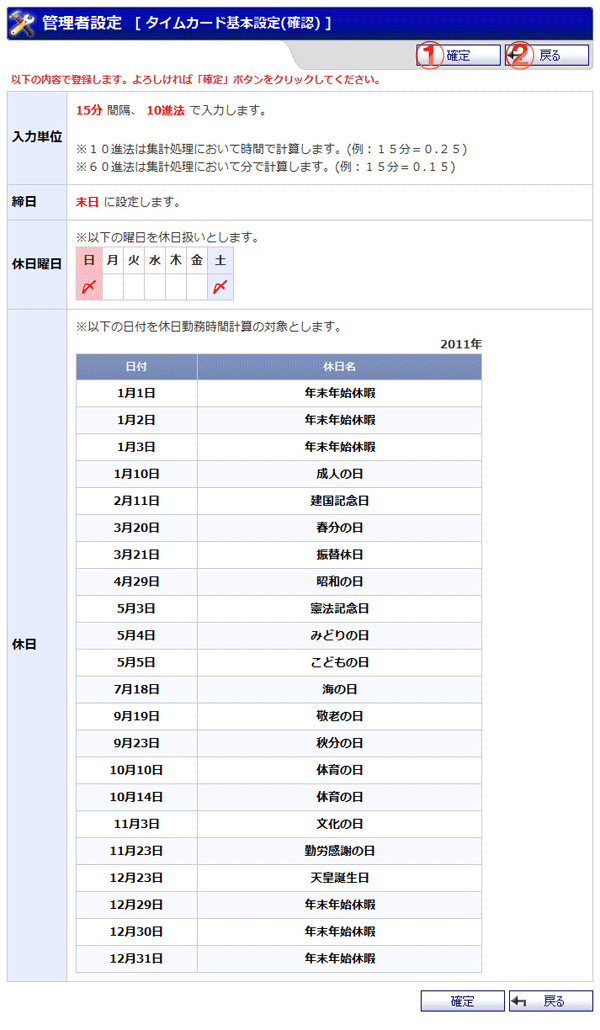 管理者設定 [ タイムカード基本設定(確認) ]
① 確定 ② 戻る
以下の内容で登録します。よろしければ「確定」ボタンをクリックしてください。
入力単位
15分 間隔、 10進法 で入力します。
※１０進法は集計処理において時間で計算します。(例：１５分＝０.２５)
※６０進法は集計処理において分で計算します。(例：１５分＝０.１５)
締日
末日 に設定します。
休日曜日
※以下の曜日を休日扱いとします。
日 月 火 水 木 金 土
〆 〆
休日
※以下の日付を休日勤務時間計算の対象とします。
2011年
日付 休日名
1月1日 年末年始休暇
1月2日 年末年始休暇
1月3日 年末年始休暇
1月10日 成人の日
2月11日 建国記念日
3月20日 春分の日
3月21日 振替休日
4月29日 昭和の日
5月3日 憲法記念日
5月4日 みどりの日
5月5日 こどもの日
7月18日 海の日
9月19日 敬老の日
9月23日 秋分の日
10月10日 体育の日
10月14日 体育の日
11月3日 文化の日
11月23日 勤労感謝の日
12月23日 天皇誕生日
12月29日 年末年始休暇
12月30日 年末年始休暇
12月31日 年末年始休暇
確定 戻る